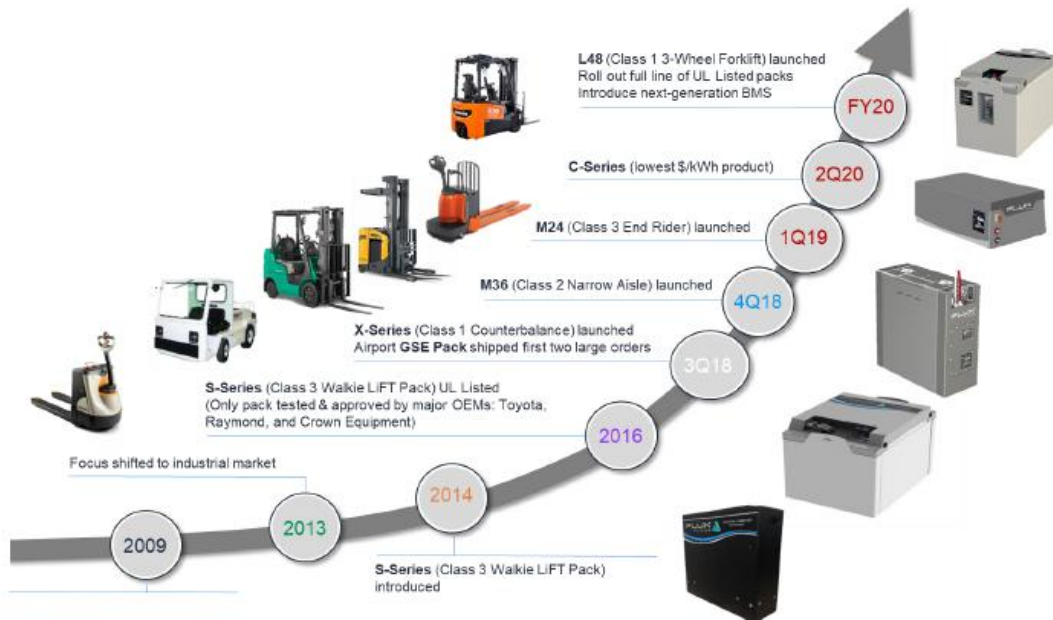 L48 (Class 1 3-Wheel Forklift) launched
Roll out full line of UL Listed packs
Introduce next-generation BMS
FY20
C-Series (lowest $/kWh product)
2Q20
M24 (Class 3 End Rider) launched
1Q19
M36 (Class 2 Narrow Aisle) launched
4Q18
X-Series (Class 1 Counterbalance) launched
Airport GSE Pack shipped first two large orders
3Q18
S-Series (Class 3 Walkie LiFT Pack) UL Listed
(Only pack tested & approved by major OEMs: Toyota,
Raymond, and Crown Equipment)
2016
Focus shifted to industrial market
2014
2013
2009
S-Series (Class 3 Walkie LiFT Pack)
introduced
FLUX
FLUX
FLUX
POWER